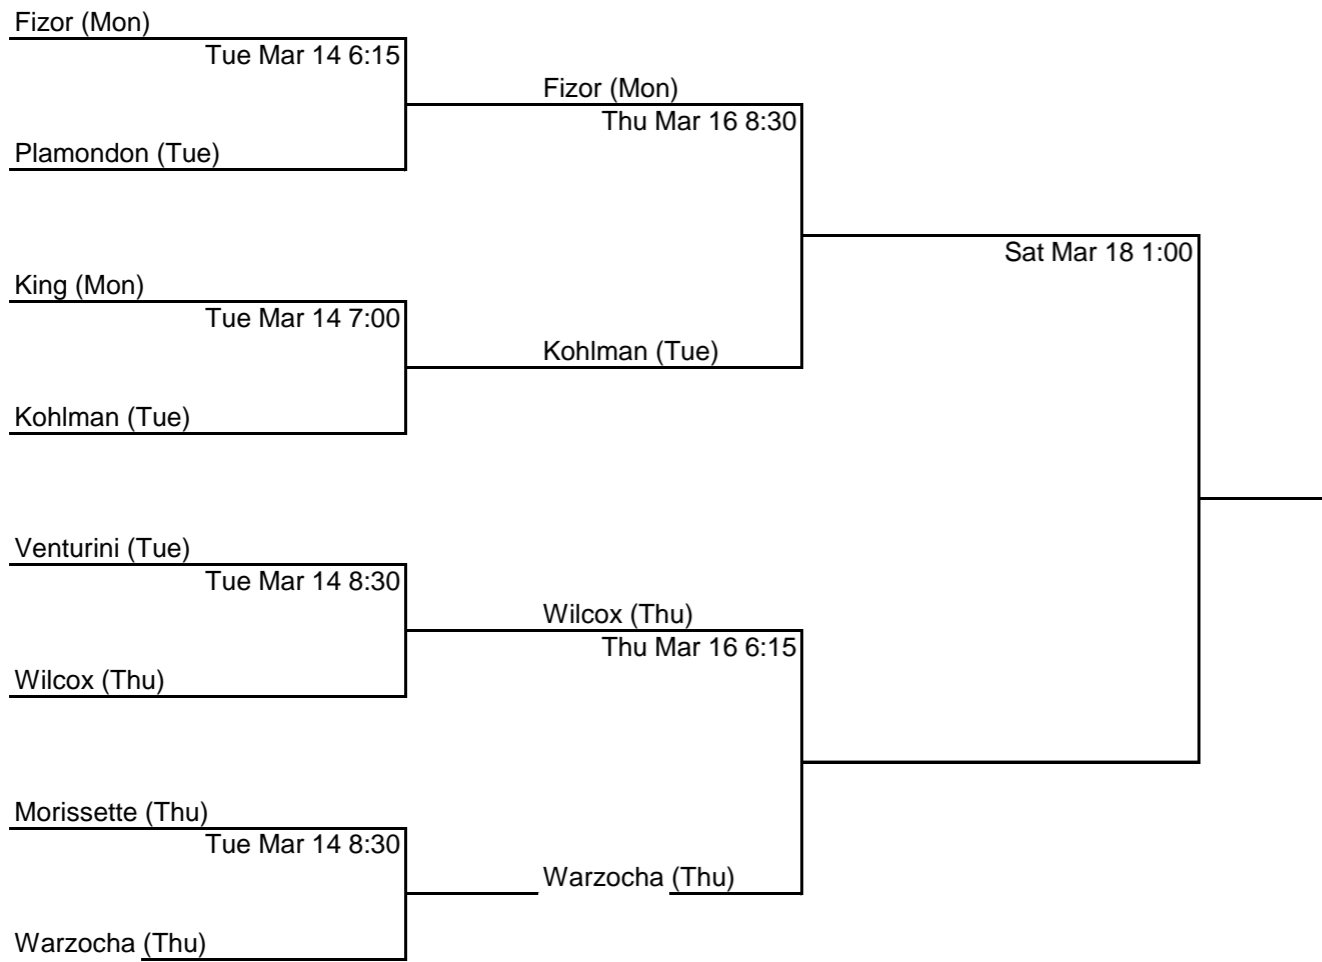 Fizor (Mon)
Tue Mar 14 6:15
Fizor (Mon)
Thu Mar 16 8:30
Plamondon (Tue)
Sat Mar 18 1:00
King (Mon)
Tue Mar 14 7:00
Kohlman (Tue)
Kohlman (Tue)
Venturini (Tue)
Tue Mar 14 8:30
Wilcox (Thu)
Thu Mar 16 6:15
Wilcox (Thu)
Morissette (Thu)
Tue Mar 14 8:30
Warzocha (Thu)
Warzocha (Thu)